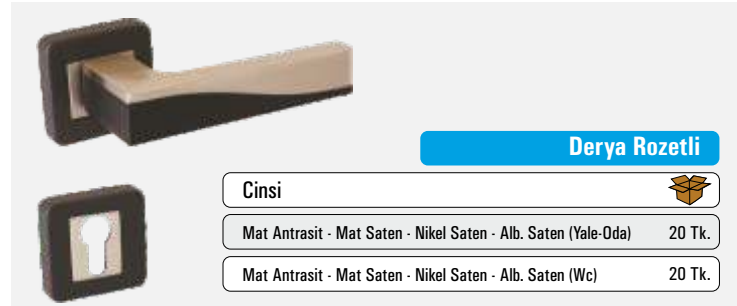 Derya Rozetli
Cinsi
Mat Antrasit - Mat Saten - Nikel Saten - Alb. Saten (Yale-Oda) 20 Tk.
Mat Antrasit - Mat Saten - Nikel Saten - Alb. Saten (Wc) 20 Tk.